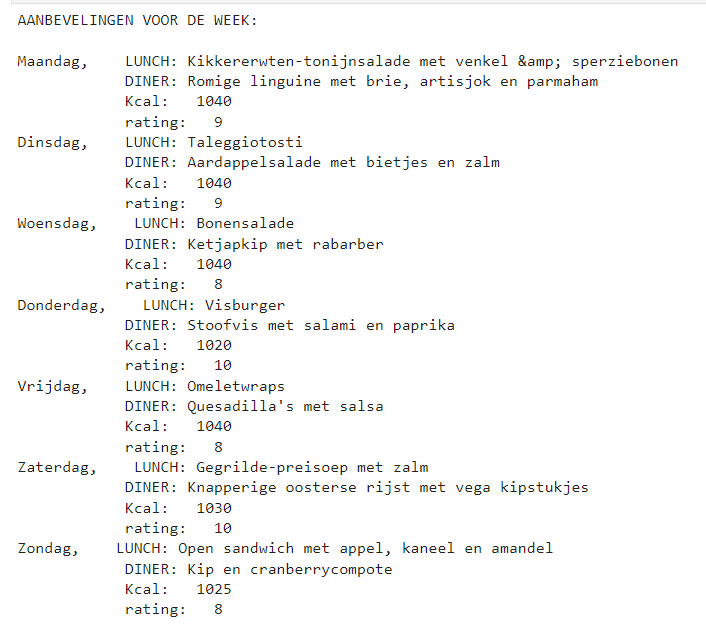 AANBEVELINGEN VOOR DE WEEK:
Maandag, LUNCH: Kikkererwten-tonijnsalade met venkel &amp; sperziebonen
DINER: Romige linguine met brie, artisjok en parmaham
Kcal: 1040
rating: 9
Dinsdag, LUNCH: Taleggiotosti
DINER: Aardappelsalade met bietjes en zalm
Kcal: 1040
rating: 9
Woensdag, LUNCH: Bonensalade
DINER: Ketjapkip met rabarber
Kcal: 1040
rating: 8
Donderdag, LUNCH: Visburger
DINER: Stoofvis met salami en paprika
Kcal: 1020
rating: 10
Vrijdag, LUNCH: Omeletwraps
DINER: Quesadilla's met salsa
Kcal: 1040
rating: 8
Zaterdag, LUNCH: Gegrilde-preisoep met zalm
DINER: Knapperige oosterse rijst met vega kipstukjes
Kcal: 1030
rating: 10
Zondag, LUNCH: Open sandwich met appel, kaneel en amandel
DINER: Kip en cranberrycompote
Kcal: 1025
rating: 8